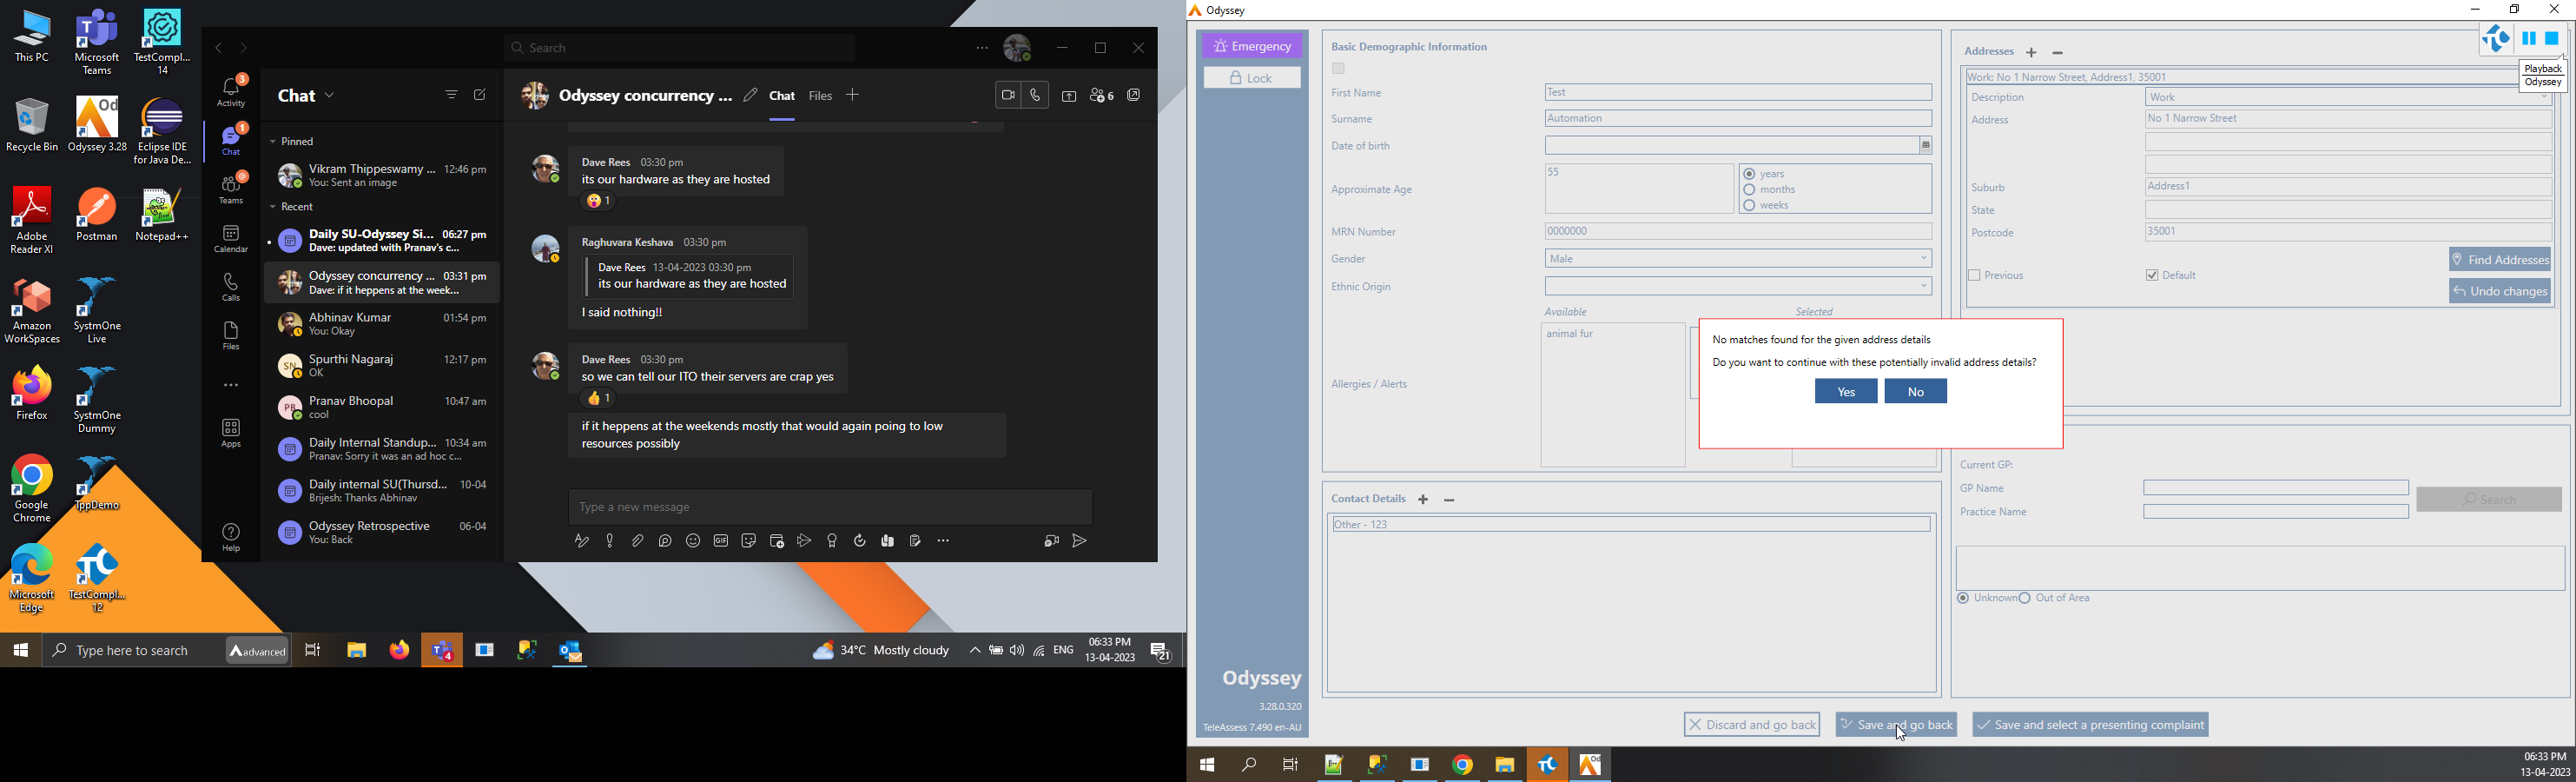 This PC
Microsoft Teams
TestCompl... 14
Recycle Bin
Odyssey 3.28
Eclipse IDE for Java De...
Adobe Reader XI
Postman
Notepad++
Amazon WorkSpaces
SystmOne Live
Firefox
SystmOne Dummy
Google Chrome
TppDemo
Microsoft Edge
TestCompl... 12
Search
Activity
3
Chat
1
Teams
Calendar
Calls
Files
Apps
Help
Chat
Pinned
Vikram Thippeswamy ... 12:46 pm
You: Sent an image
Recent
Daily SU-Odyssey Si... 06:27 pm
Dave: updated with Pranav's c...
Odyssey concurrency ... 03:31 pm
Dave: if it heppens at the week...
Abhinav Kumar 01:54 pm
You: Okay
SN
Spurthi Nagaraj 12:17 pm
OK
PB
Pranav Bhoopal 10:47 am
cool
Daily Internal Standup... 10:34 am
Pranav: Sorry it was an ad hoc c...
Daily internal SU(Thursd... 10-04
Brijesh: Thanks Abhinav
Odyssey Retrospective 06-04
You: Back
Odyssey concurrency ... Chat Files
6
Dave Rees 03:30 pm
its our hardware as they are hosted
1
Raghuvara Keshava 03:30 pm
Dave Rees 13-04-2023 03:30 pm
its our hardware as they are hosted
I said nothing!!
Dave Rees 03:30 pm
so we can tell our ITO their servers are crap yes
1
if it heppens at the weekends mostly that would again poing to low
resources possibly
Type a new message
GIF
Type here to search
advanced
4
34°C Mostly cloudy
ENG
06:33 PM
13-04-2023
21
Odyssey
Emergency
Lock
Odyssey
3.28.0.320
TeleAssess 7.490 en-AU
Basic Demographic Information
First Name Test
Surname Automation
Date of birth
Approximate Age 55
years
months
weeks
MRN Number 0000000
Gender Male
Ethnic Origin
Available Selected
animal fur
Allergies / Alerts
Contact Details
Other - 123
Addresses
Playback
Odyssey
Work: No 1 Narrow Street, Address1, 35001
Description Work
Address No 1 Narrow Street
Suburb Address1
State
Postcode 35001
Find Addresses
Previous Default
Undo changes
No matches found for the given address details
Do you want to continue with these potentially invalid address details?
Yes No
Current GP:
GP Name
Search
Practice Name
Unknown Out of Area
Discard and go back
Save and go back
Save and select a presenting complaint
06:33 PM
13-04-2023